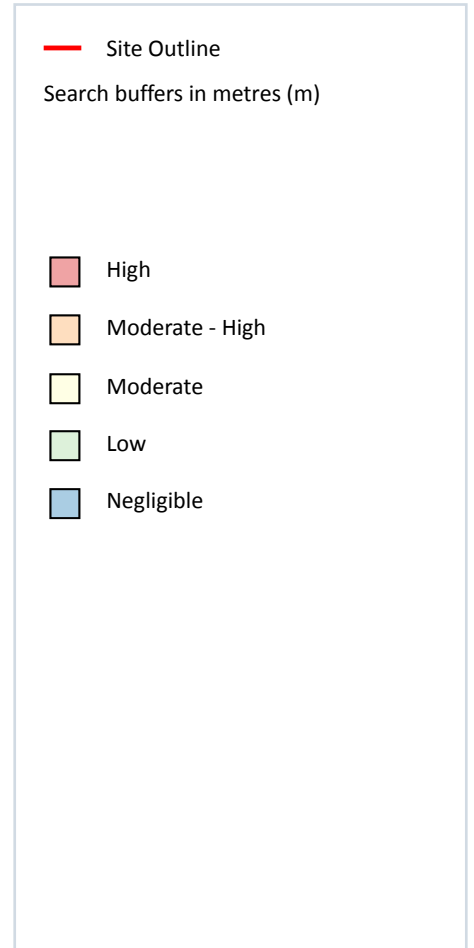 Site Outline
Search buffers in metres (m)
High
Moderate - High
Moderate
Low
Negligible